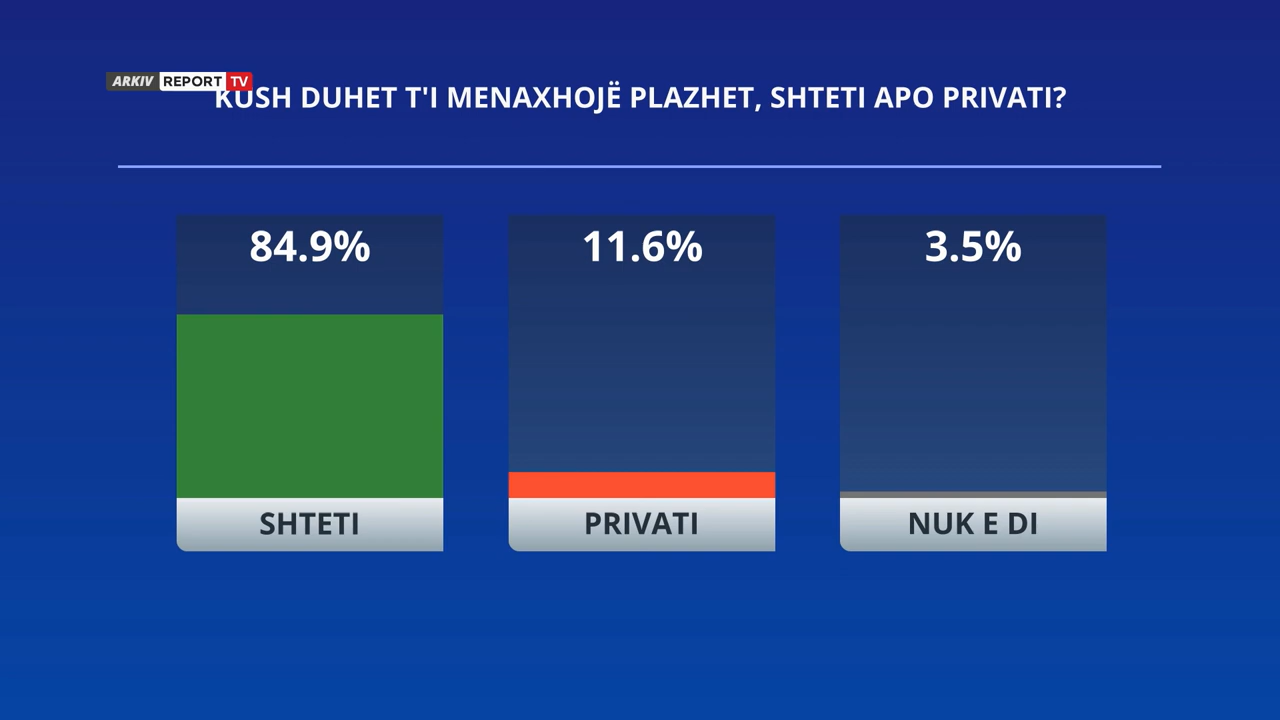 ARKIV REPORT TV
KUSH DUHET T'I MENAXHOJË PLAZHET, SHTETI APO PRIVATI?
84.9%
11.6%
3.5%
SHTETI
PRIVATI
NUK E DI